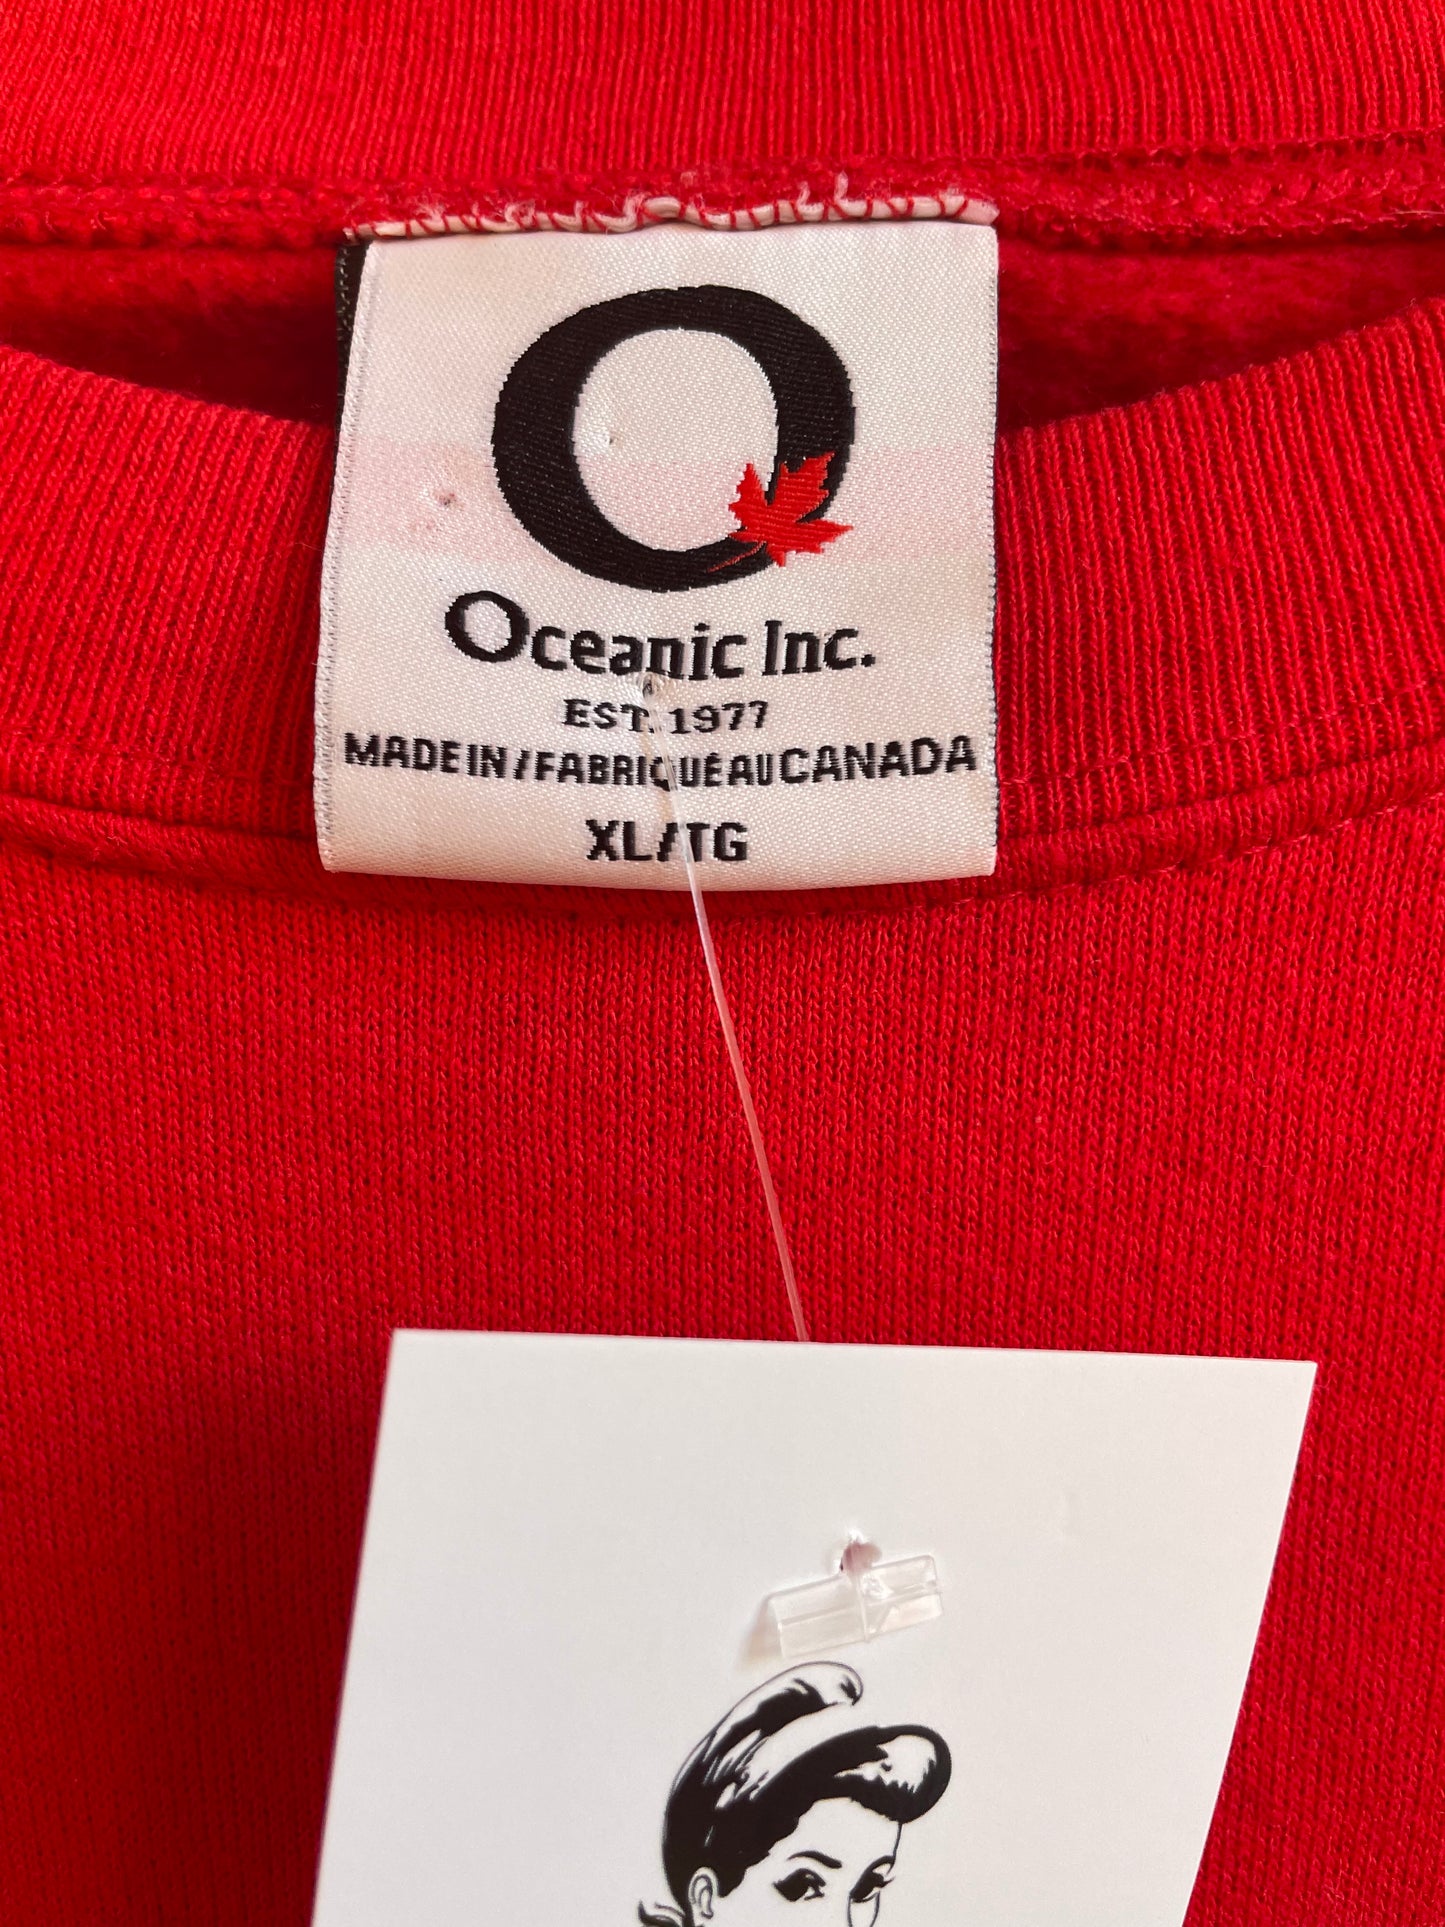 Oceanic Inc.
EST. 1977
MADE IN / FABRIQUÉ AU CANADA
XL/TG